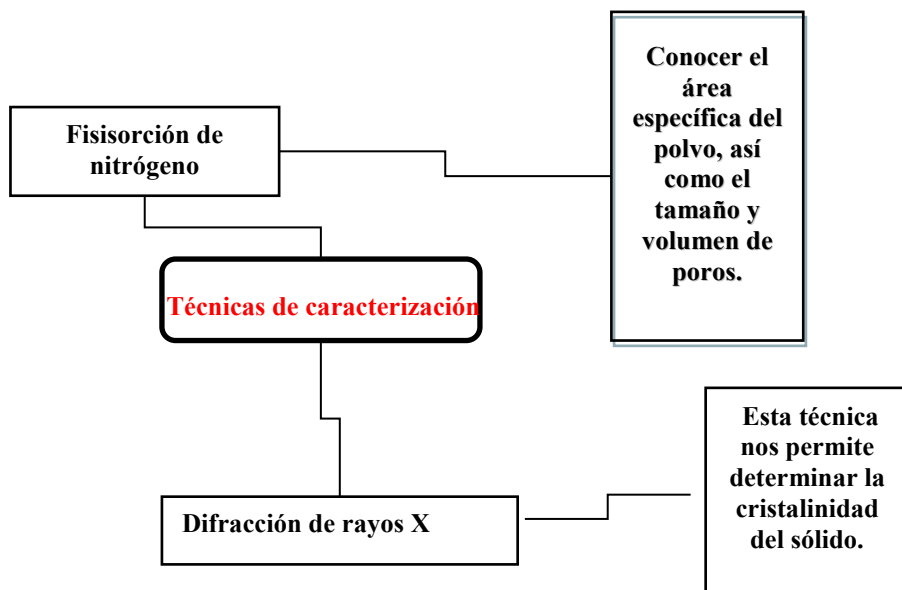 Fisisorción de
nitrógeno
Conocer el
área
específica del
polvo, así
como el
tamaño y
volumen de
poros.
Técnicas de caracterización
Difracción de rayos X
Esta técnica
nos permite
determinar la
cristalinidad
del sólido.